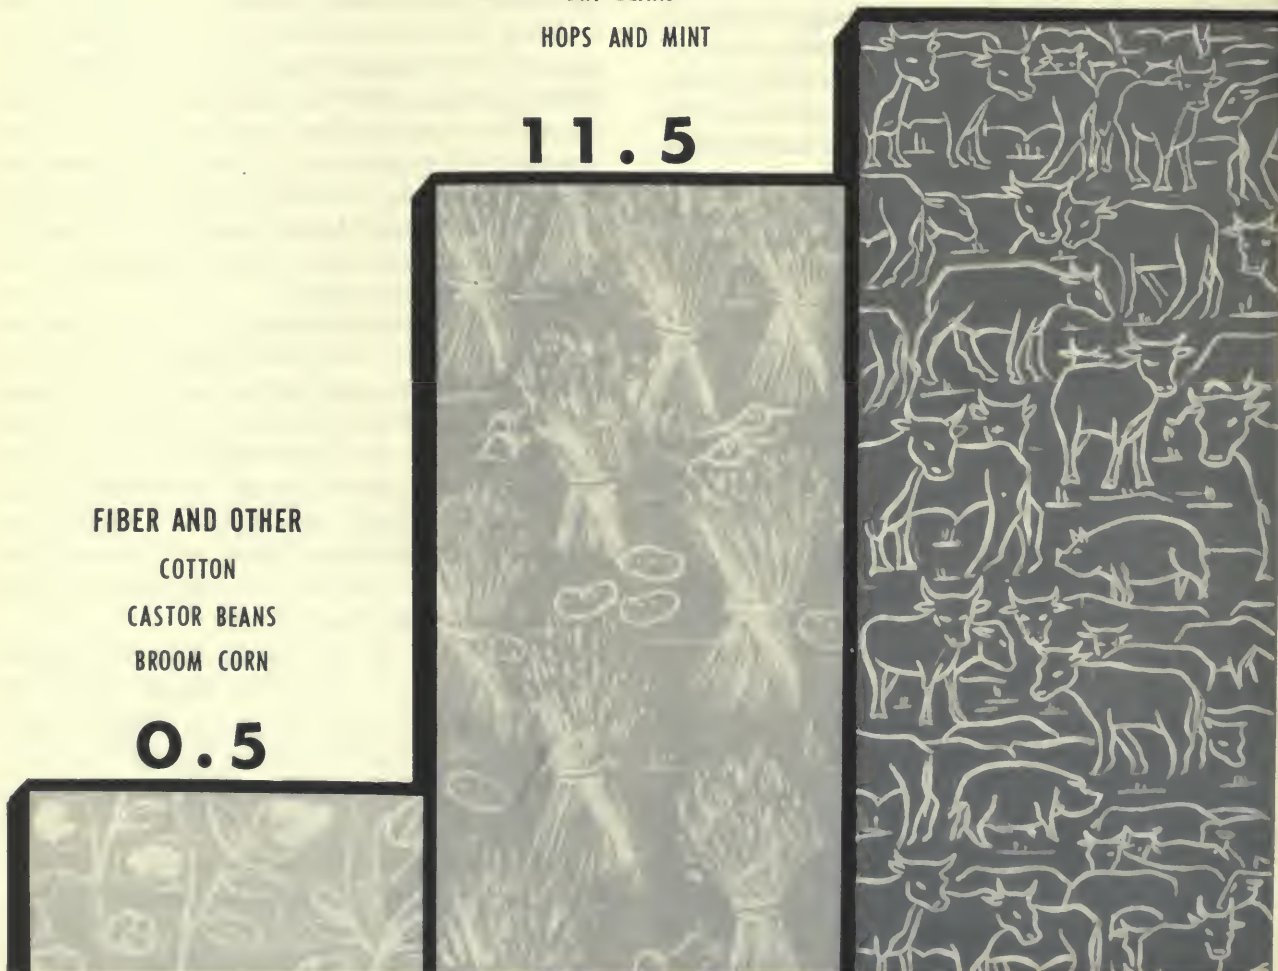 HOPS AND MINT
11.5
FIBER AND OTHER
COTTON
CASTOR BEANS
BROOM CORN
0.5